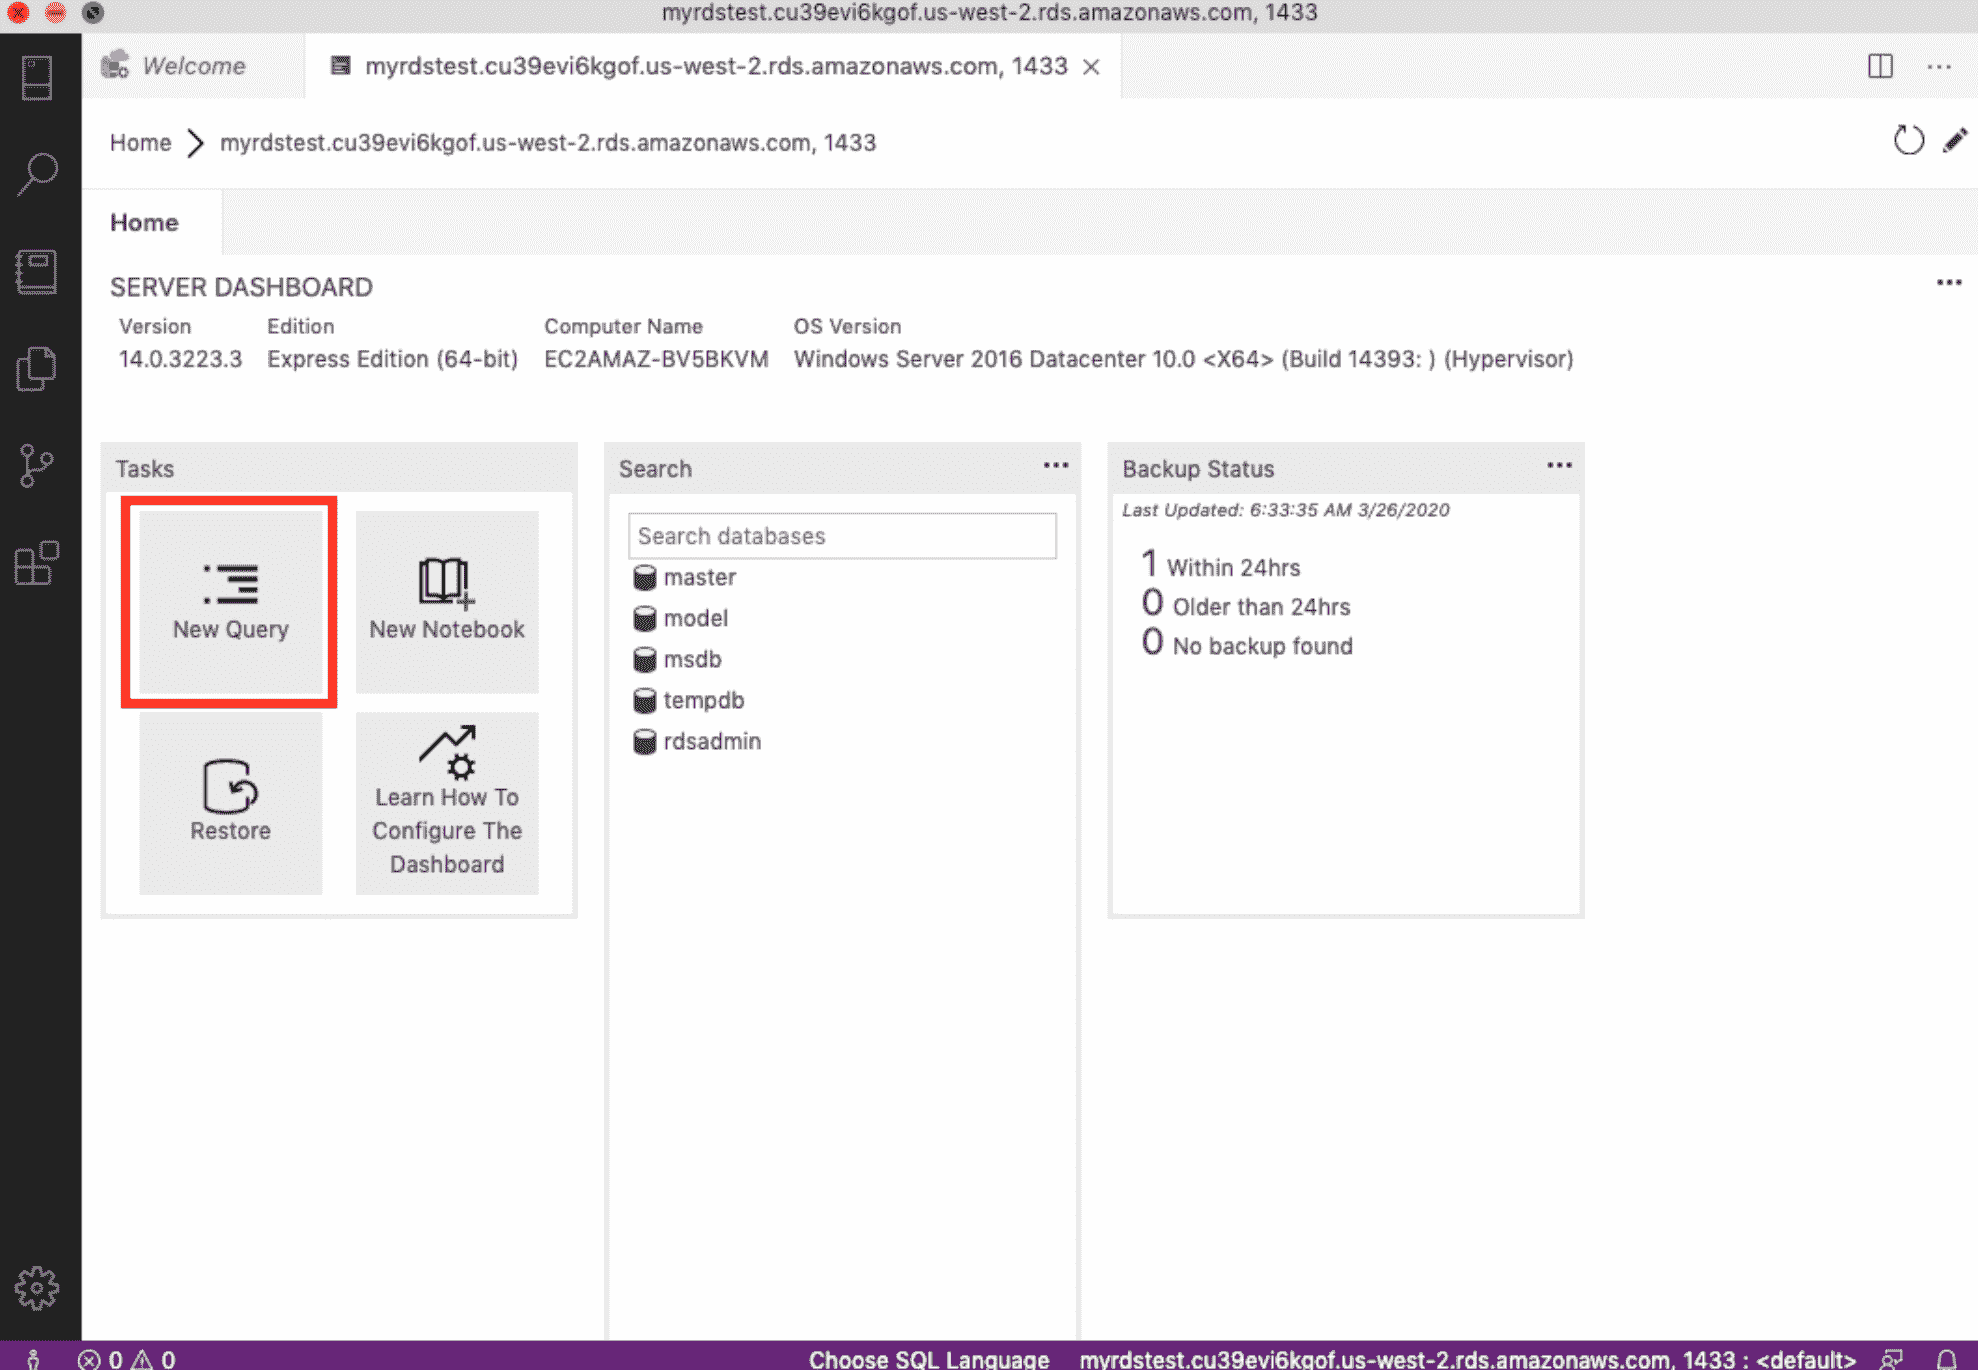 myrdstest.cu39evi6kgof.us-west-2.rds.amazonaws.com, 1433
Welcome
myrdstest.cu39evi6kgof.us-west-2.rds.amazonaws.com, 1433
Home
myrdstest.cu39evi6kgof.us-west-2.rds.amazonaws.com, 1433
Home
SERVER DASHBOARD
Version Edition Computer Name OS Version
14.0.3223.3 Express Edition (64-bit) EC2AMAZ-BV5BKVM Windows Server 2016 Datacenter 10.0 <X64> (Build 14393: ) (Hypervisor)
Tasks
New Query
New Notebook
Restore
Learn How To
Configure The
Dashboard
Search
Search databases
master
model
msdb
tempdb
rdsadmin
Backup Status
Last Updated: 6:33:35 AM 3/26/2020
1 Within 24hrs
0 Older than 24hrs
0 No backup found
0 0
Choose SQL Language
myrdstest.cu39evi6kgof.us-west-2.rds.amazonaws.com, 1433 : <default>